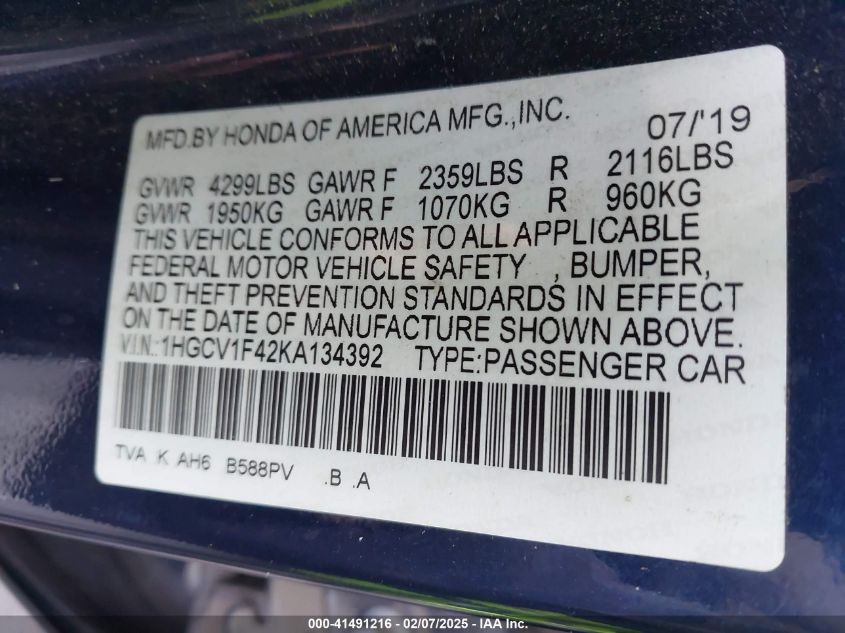 MFD.BY HONDA OF AMERICA MFG.,INC. 07/'19
GVWR 4299LBS GAWR F 2359LBS R 2116LBS
GVWR 1950KG GAWR F 1070KG R 960KG
THIS VEHICLE CONFORMS TO ALL APPLICABLE
FEDERAL MOTOR VEHICLE SAFETY , BUMPER,
AND THEFT PREVENTION STANDARDS IN EFFECT
ON THE DATE OF MANUFACTURE SHOWN ABOVE.
V.I.N.:1HGCV1F42KA134392 TYPE:PASSENGER CAR
TVA K AH6 B588PV .B .A
000-41491216 - 02/07/2025 - IAAI, Inc.